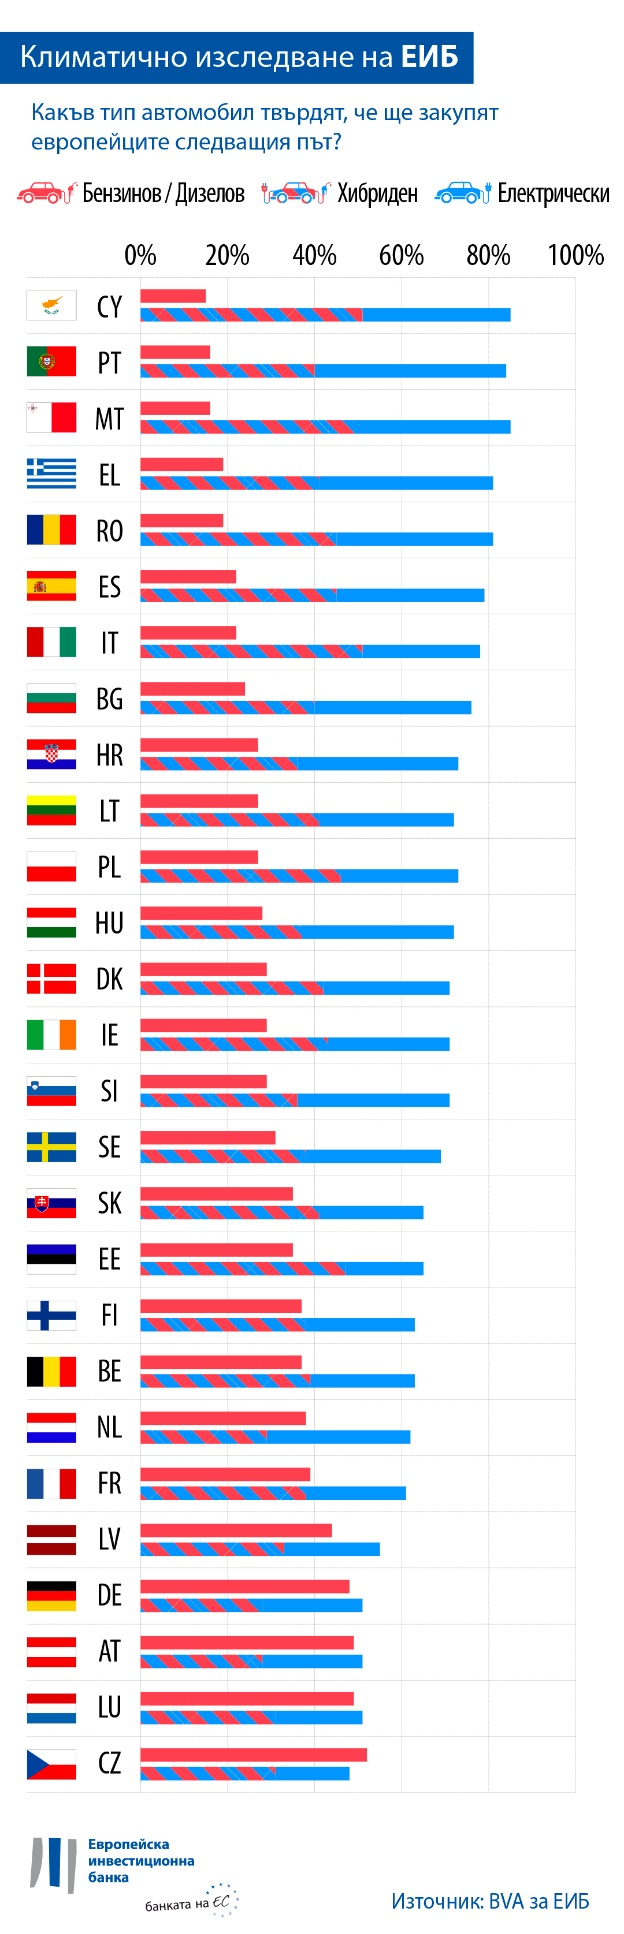 Климатично изследване на ЕИБ
Какъв тип автомобил твърдят, че ще закупят
европейците следващия път?
Бензинов / Дизелов Хибриден Електрически
0% 20% 40% 60% 80% 100%
CY
PT
MT
EL
RO
ES
IT
BG
HR
LT
PL
HU
DK
IE
SI
SE
SK
EE
FI
BE
NL
FR
LV
DE
AT
LU
CZ
Европейска
инвестиционна
банка
банката на ЕС
Източник: BVA за ЕИБ